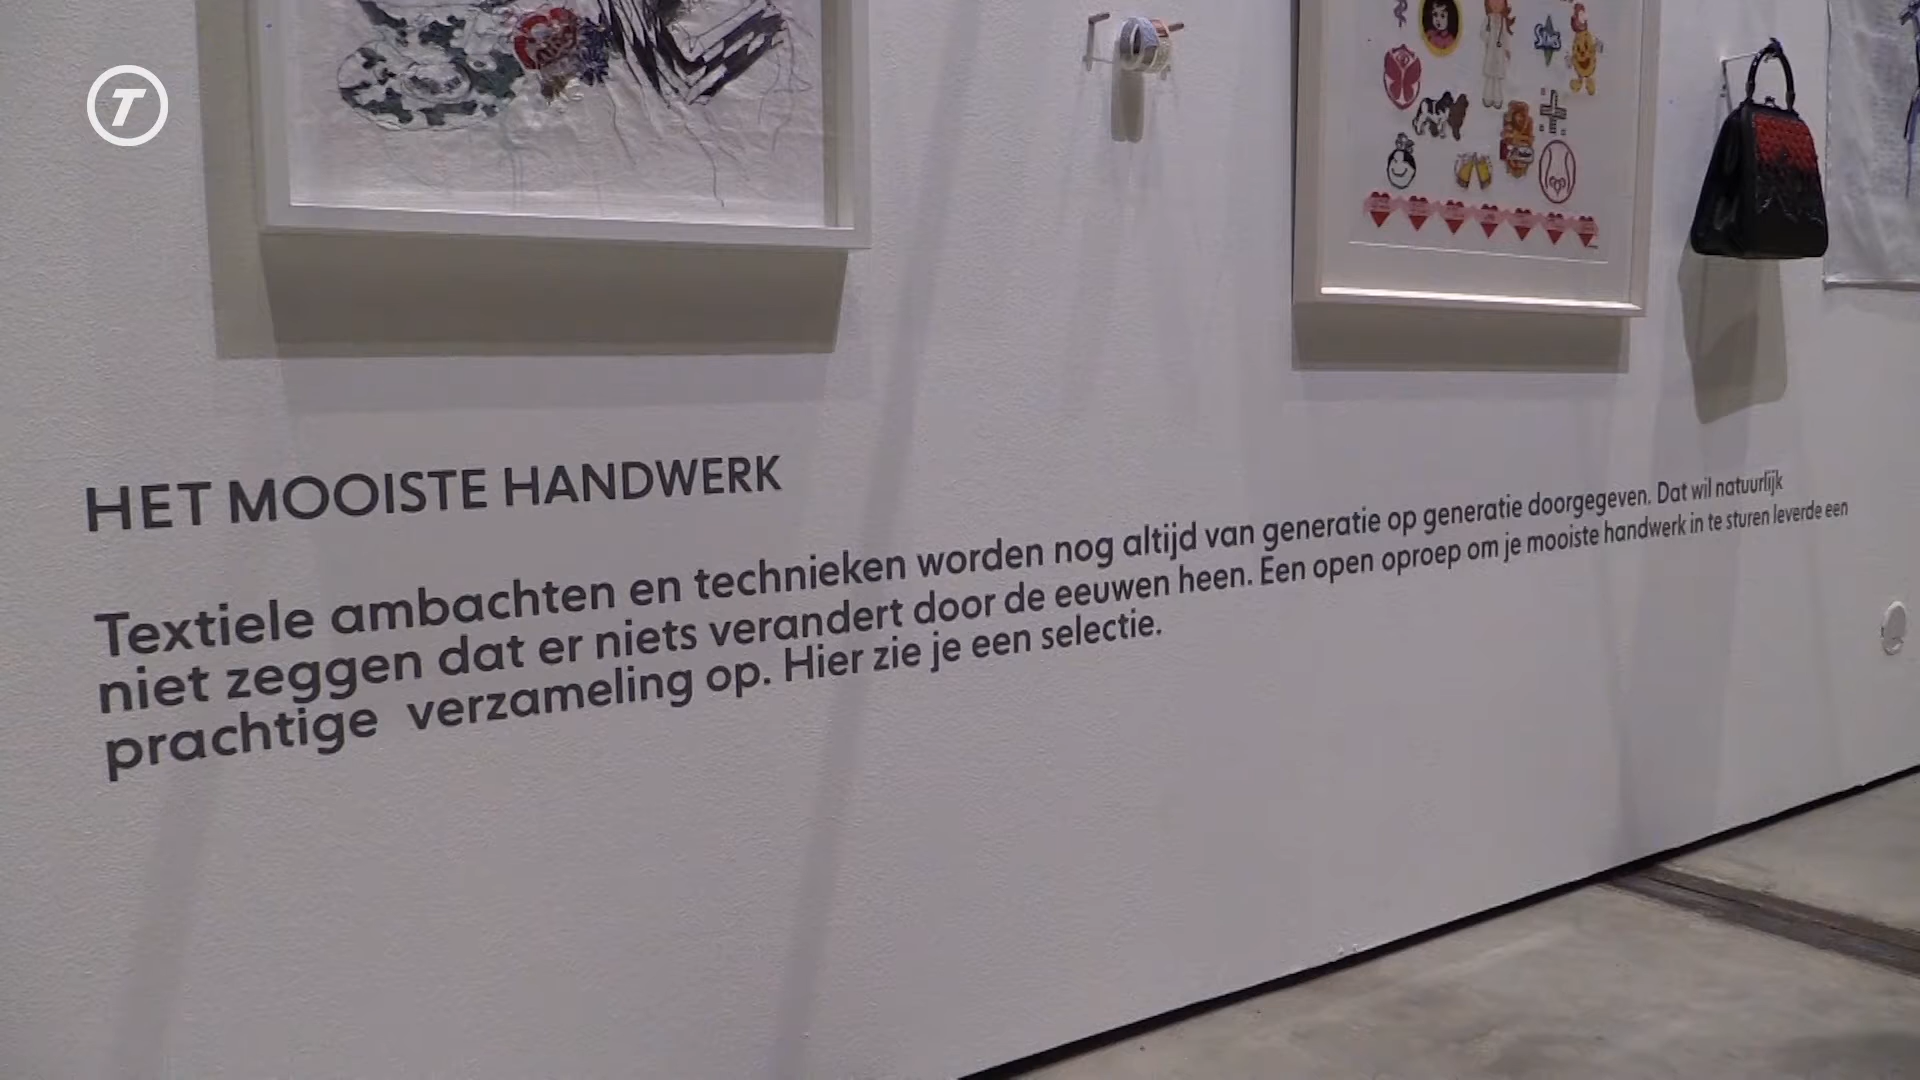 T
SIMS
HET MOOISTE HANDWERK
Textiele ambachten en technieken worden nog altijd van generatie op generatie doorgegeven. Dat wil natuurlijk
niet zeggen dat er niets verandert door de eeuwen heen. Een open oproep om je mooiste handwerk in te sturen leverde een
prachtige verzameling op. Hier zie je een selectie.